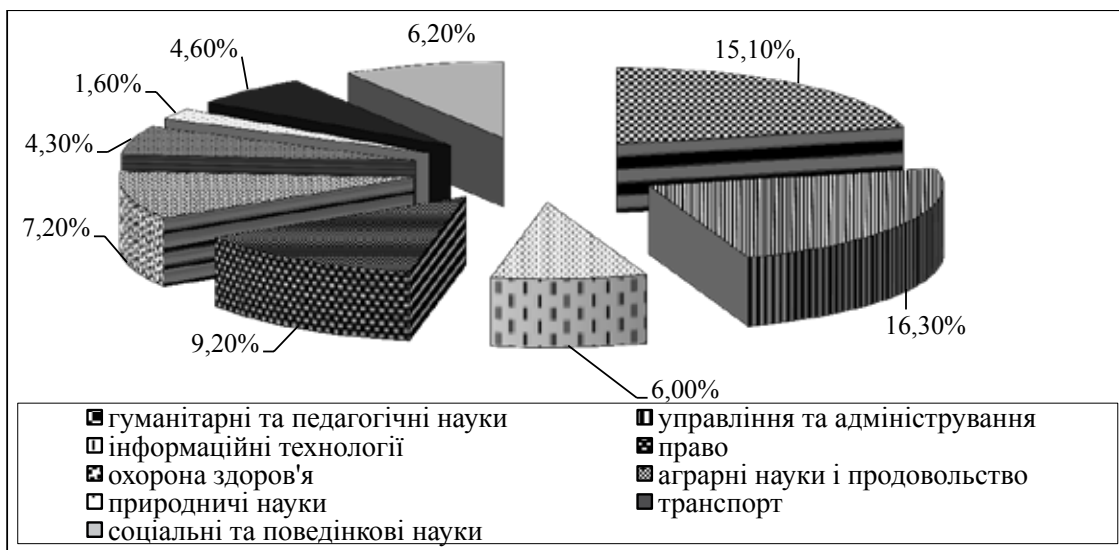 6,20%
15,10%
4,60%
1,60%
4,30%
7,20%
16,30%
9,20%
6,00%
гуманітарні та педагогічні науки
управління та адміністрування
інформаційні технології
право
охорона здоров'я
аграрні науки і продовольство
природничі науки
транспорт
соціальні та поведінкові науки